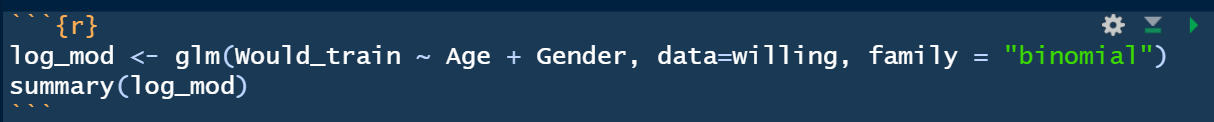 ```{r}
log_mod <- glm(Would_train ~ Age + Gender, data=willing, family = "binomial")
summary(log_mod)
```